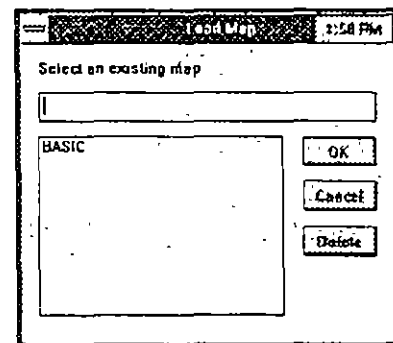 Load Map 2:58 PM
Select an existing map
BASIC
OK
Cancel
Delete